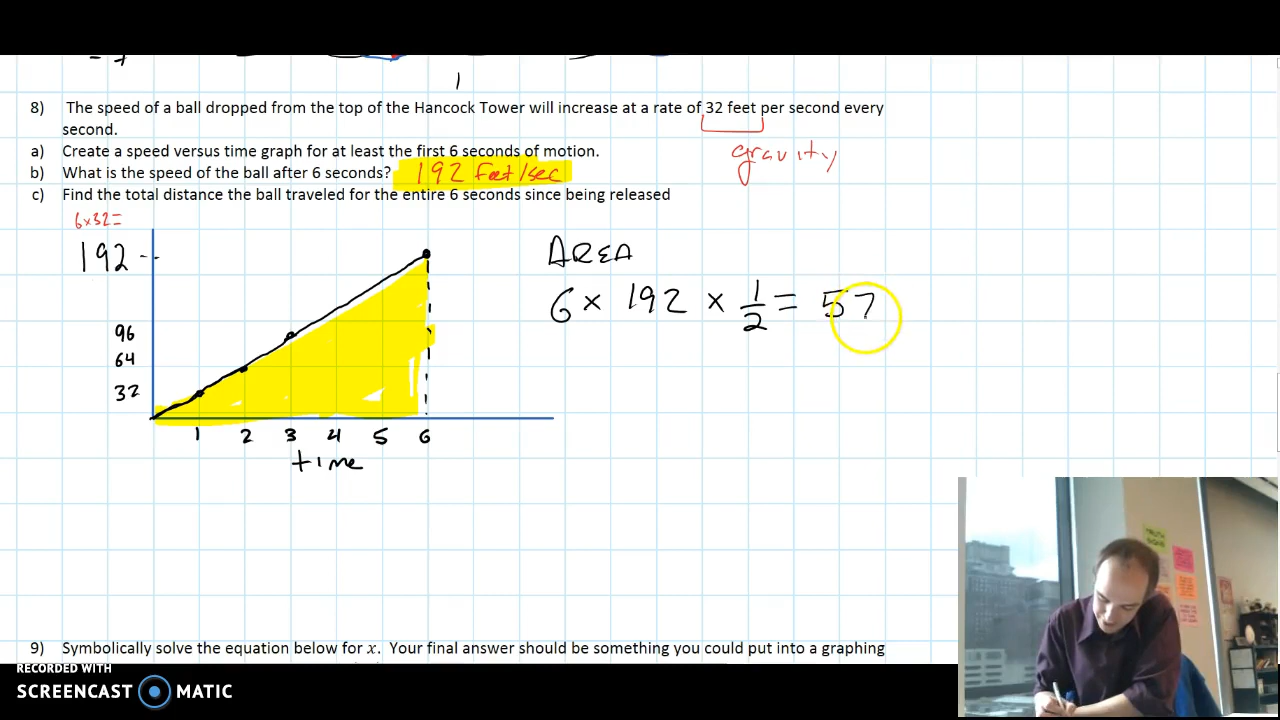 - 7
1
8) The speed of a ball dropped from the top of the Hancock Tower will increase at a rate of 32 feet per second every
second.
gravity
a) Create a speed versus time graph for at least the first 6 seconds of motion.
b) What is the speed of the ball after 6 seconds? 192 Feet/sec
c) Find the total distance the ball traveled for the entire 6 seconds since being released
6x32=
192
96
64
32
1 2 3 4 5 6
time
AREA
6 x 192 x 1/2 = 57
9) Symbolically solve the equation below for x. Your final answer should be something you could put into a graphing
RECORDED WITH
SCREENCAST MATIC